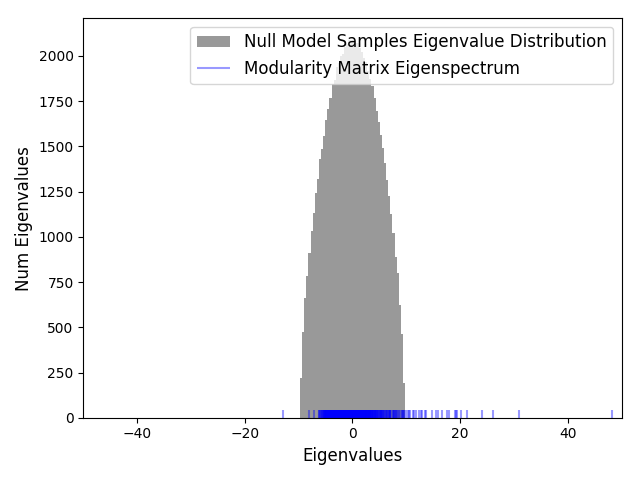 Null Model Samples Eigenvalue Distribution
Modularity Matrix Eigenspectrum
Num Eigenvalues
2000
1750
1500
1250
1000
750
500
250
0
−40 −20 0 20 40
Eigenvalues